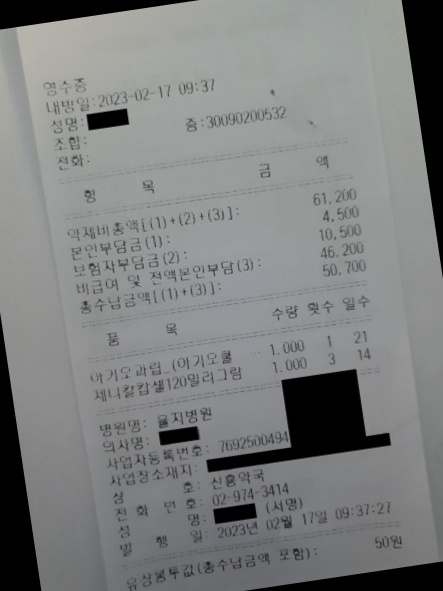 영수증
내방일:2023-02-17 09:37
성명:
증:30090200532
조합:
전화:
항 목 금 액
약제비총액[(1)+(2)+(3)]: 61,200
본인부담금(1): 4,500
보험자부담금(2): 10,500
비급여 및 전액본인부담(3): 46,200
총수납금액[(1)+(3)]: 50,700
품 목 수량 횟수 일수
아기오과립_(아기오쿨 ... 1.000 1 21
제니칼캅셀120밀리그람 1.000 3 14
병원명: 을지병원
의사명:
사업자등록번호: 7692500494
사업장소재지:
상 호: 신흥약국
전 화 번 호: 02-974-3414
성 명: (서명)
발 행 일: 2023년 02월 17일 09:37:27
유상봉투값(총수납금액 포함): 50원